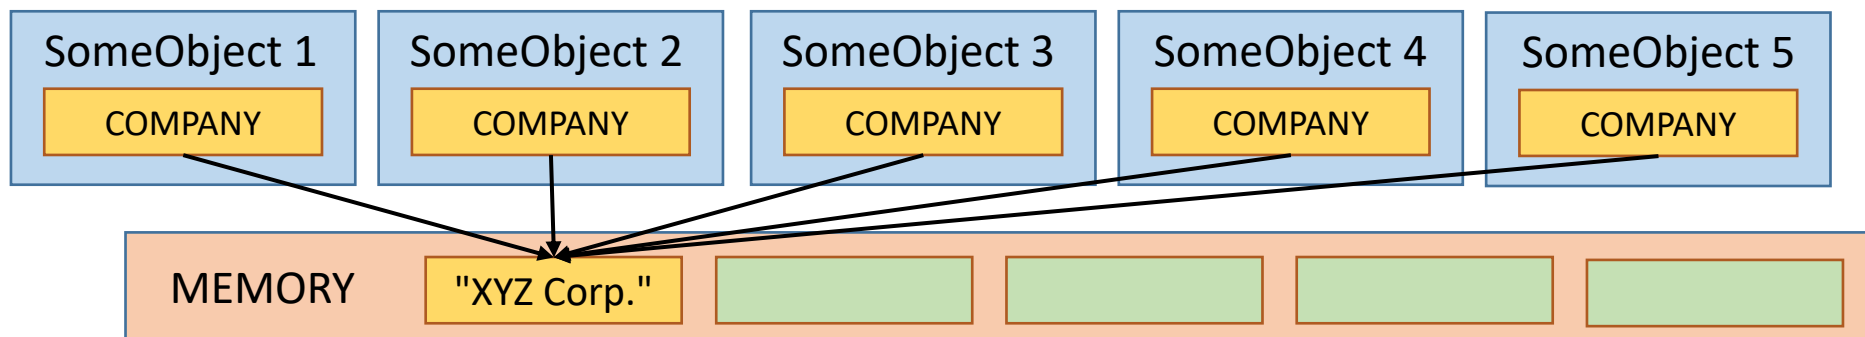 SomeObject 1
SomeObject 2
SomeObject 3
SomeObject 4
SomeObject 5
COMPANY
COMPANY
COMPANY
COMPANY
COMPANY
MEMORY
"XYZ Corp."